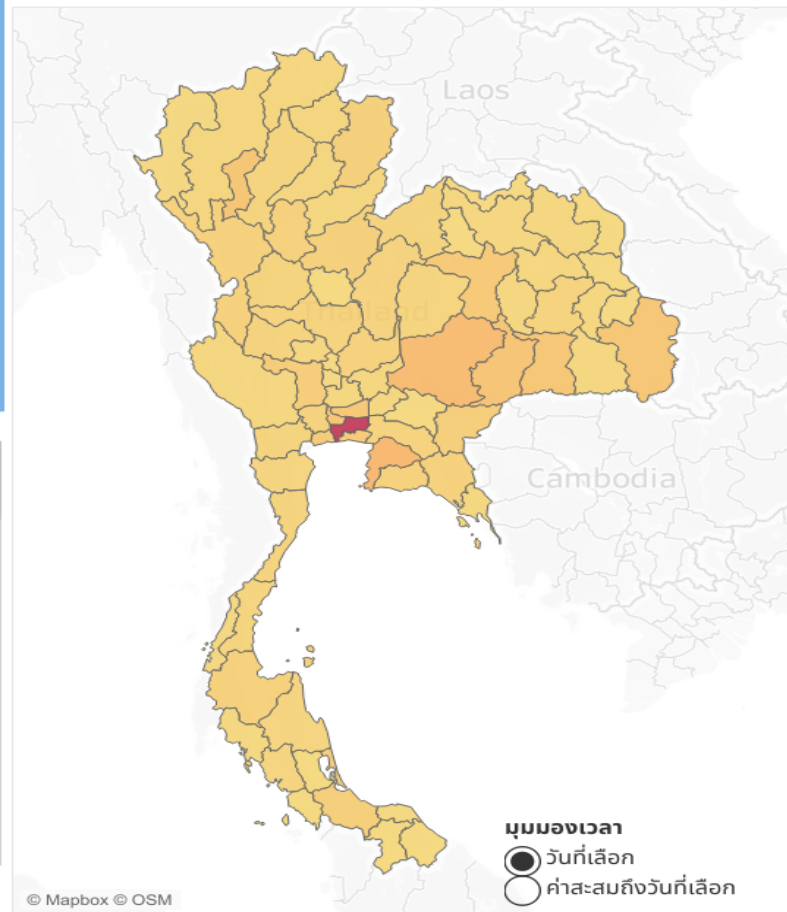 Laos
Thailand
Cambodia
มุมมองเวลา
วันที่เลือก
ค่าสะสมถึงวันที่เลือก
© Mapbox © OSM